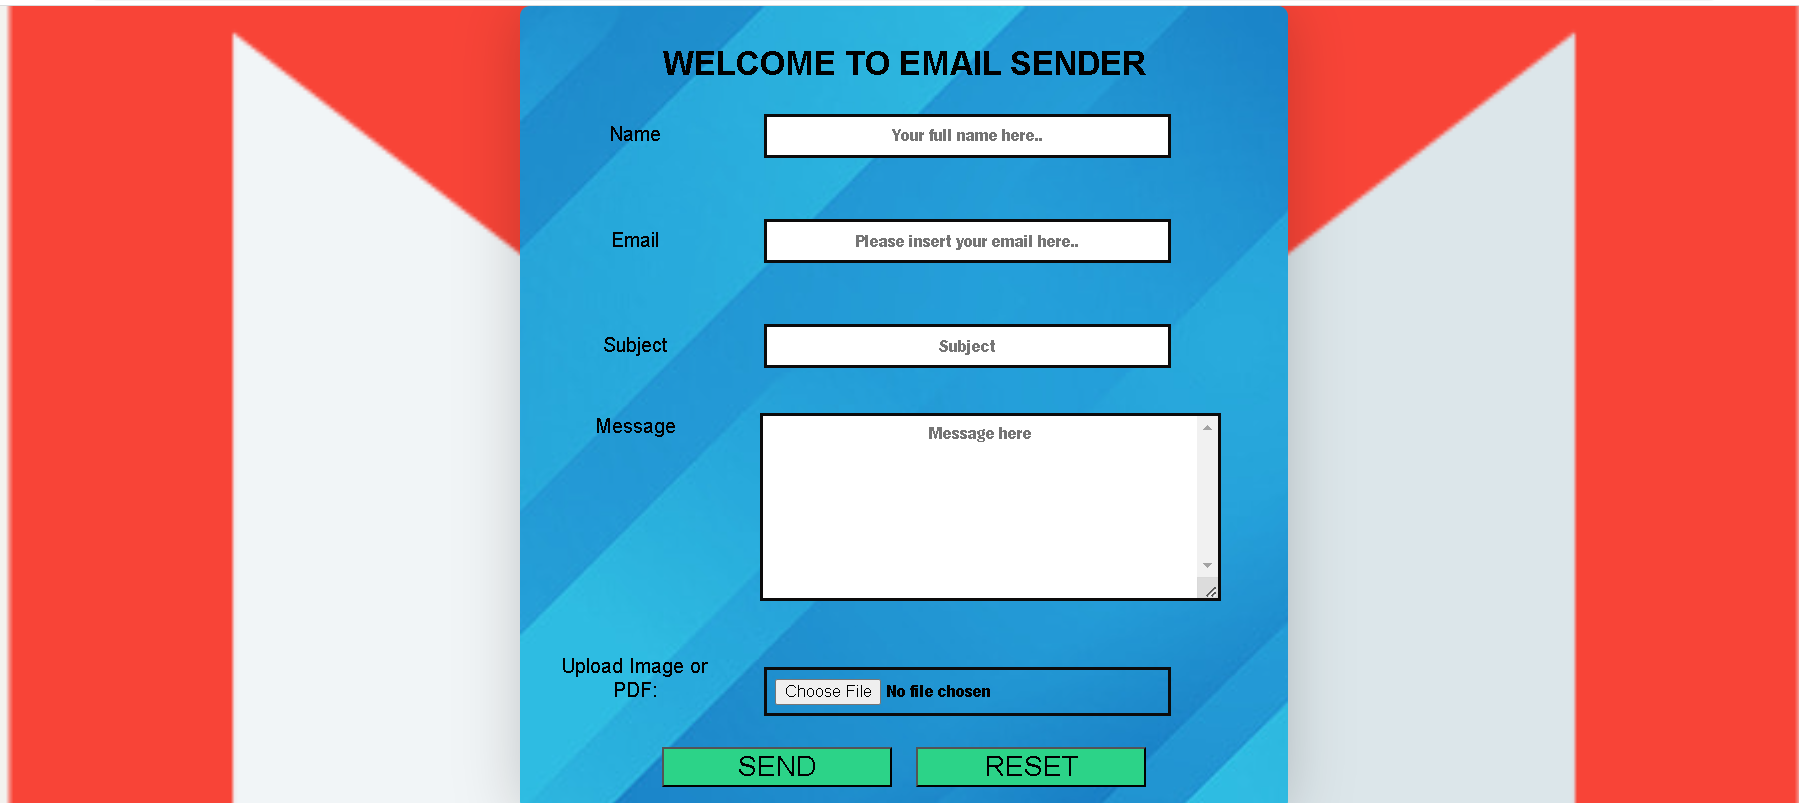 WELCOME TO EMAIL SENDER
Name
Your full name here..
Email
Please insert your email here..
Subject
Subject
Message
Message here
Upload Image or
PDF:
Choose File No file chosen
SEND
RESET